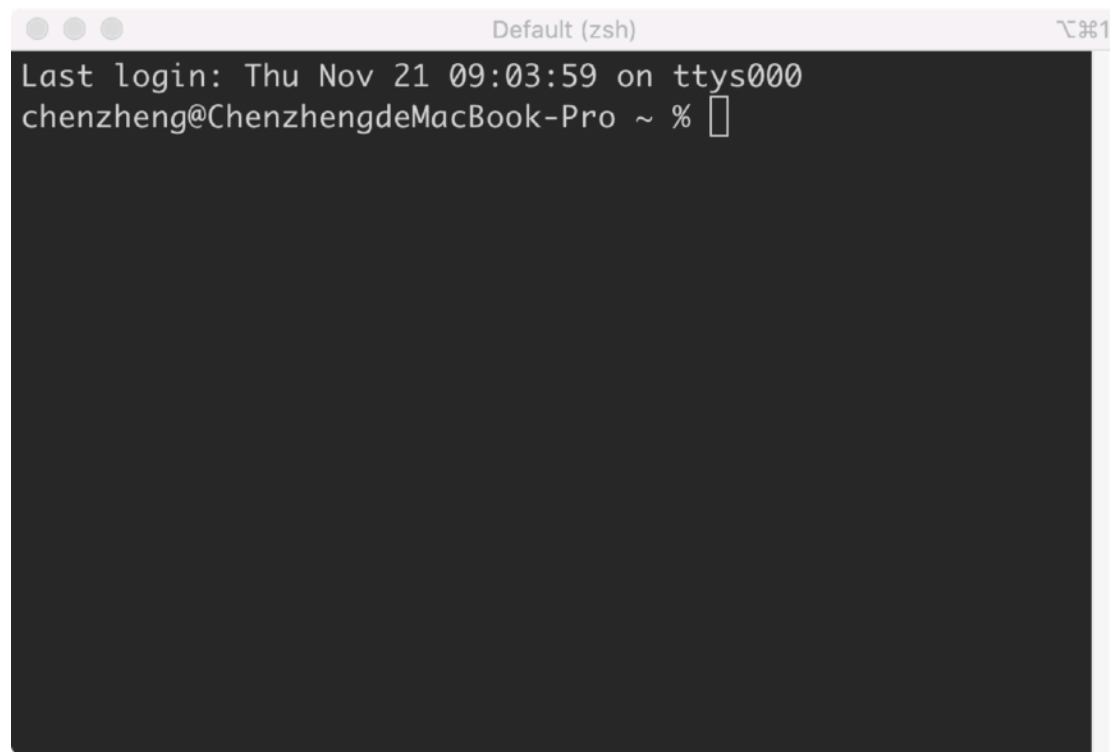 Default (zsh) ⌥⌘1
Last login: Thu Nov 21 09:03:59 on ttys000
chenzheng@ChenzhengdeMacBook-Pro ~ %